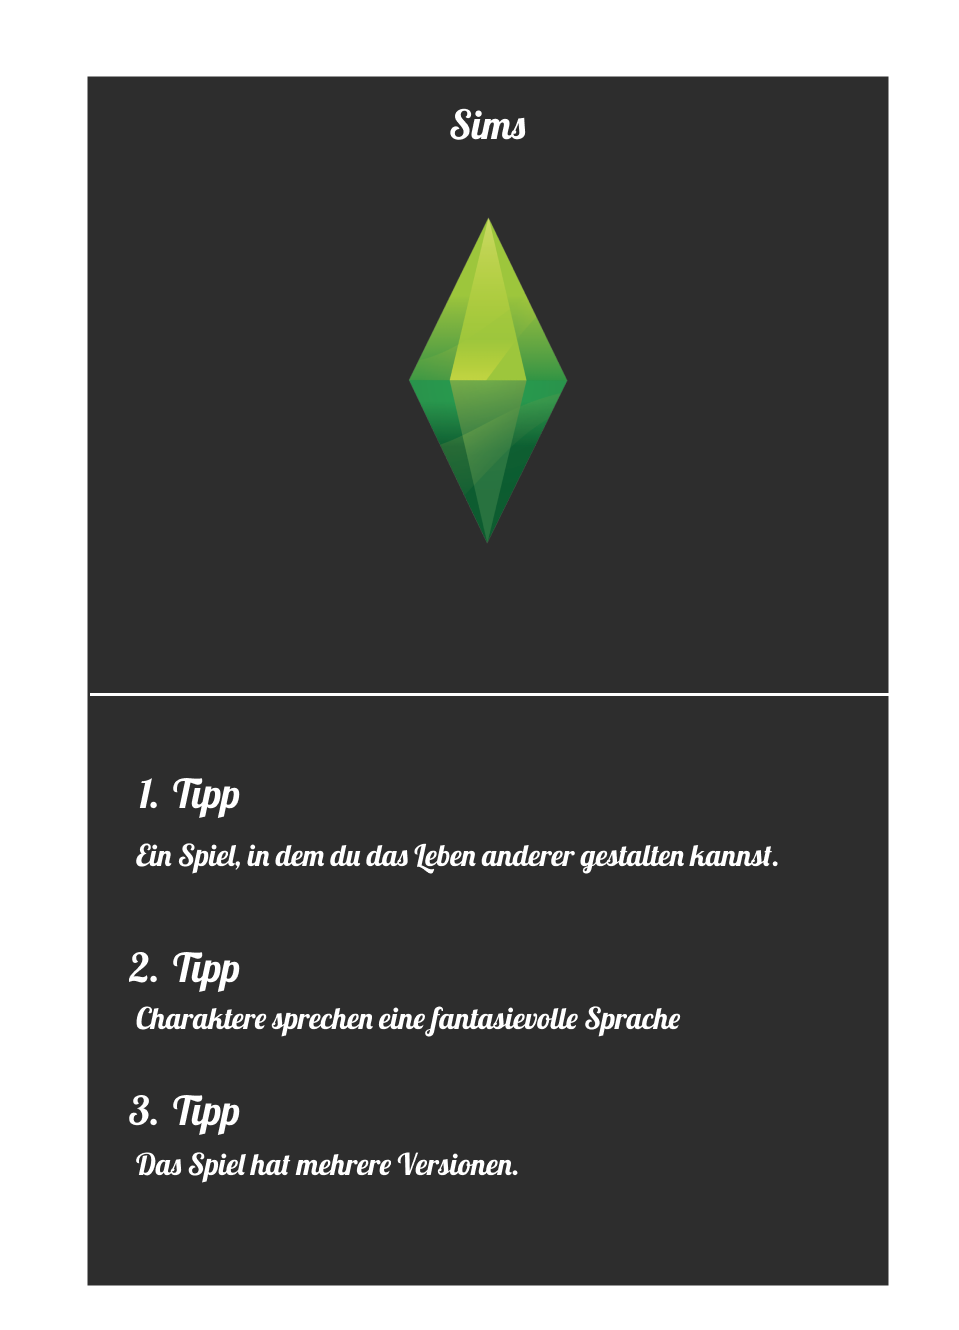 Sims
1. Tipp
Ein Spiel, in dem du das Leben anderer gestalten kannst.
2. Tipp
Charaktere sprechen eine fantasievolle Sprache
3. Tipp
Das Spiel hat mehrere Versionen.